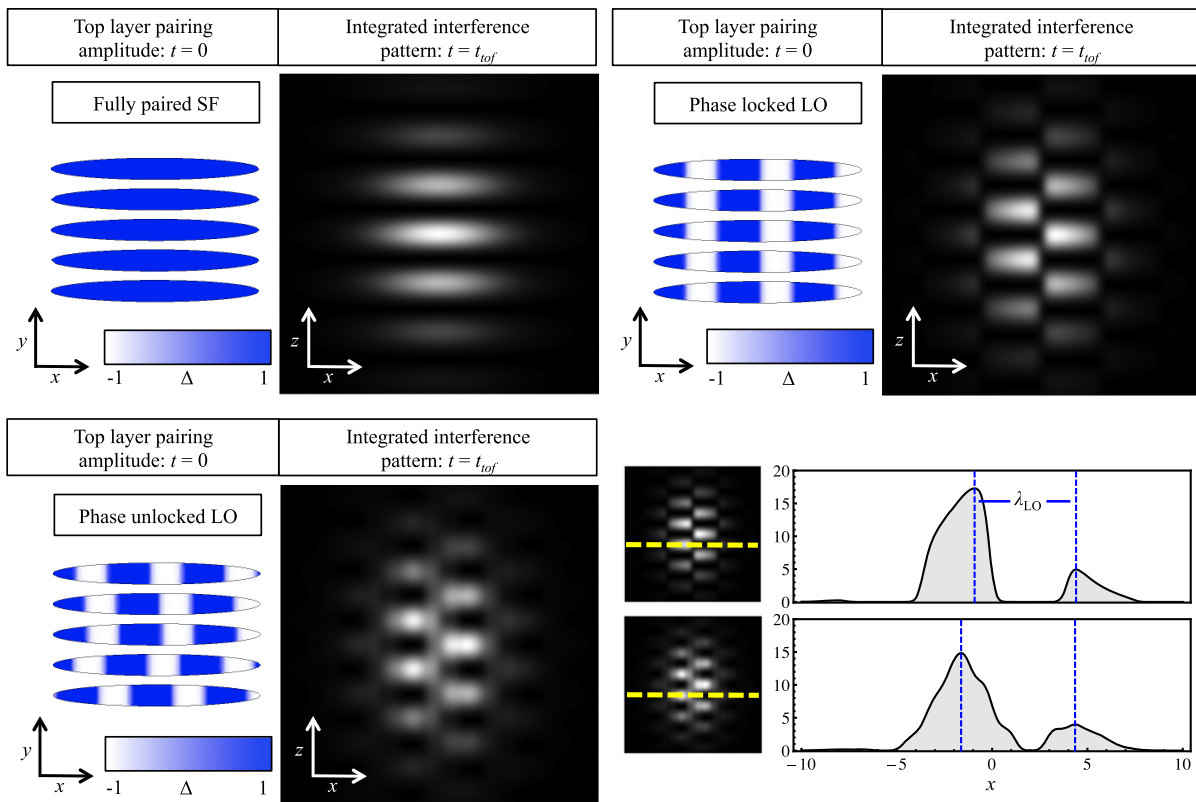 Top layer pairing
amplitude: t = 0
Integrated interference
pattern: t = t_tof
Fully paired SF
y
x
-1 Δ 1
z
x
Top layer pairing
amplitude: t = 0
Integrated interference
pattern: t = t_tof
Phase locked LO
y
x
-1 Δ 1
z
x
Top layer pairing
amplitude: t = 0
Integrated interference
pattern: t = t_tof
Phase unlocked LO
y
x
-1 Δ 1
z
x
20
15
10
5
0
λ_LO
20
15
10
5
0
−10 −5 0 5 10
x